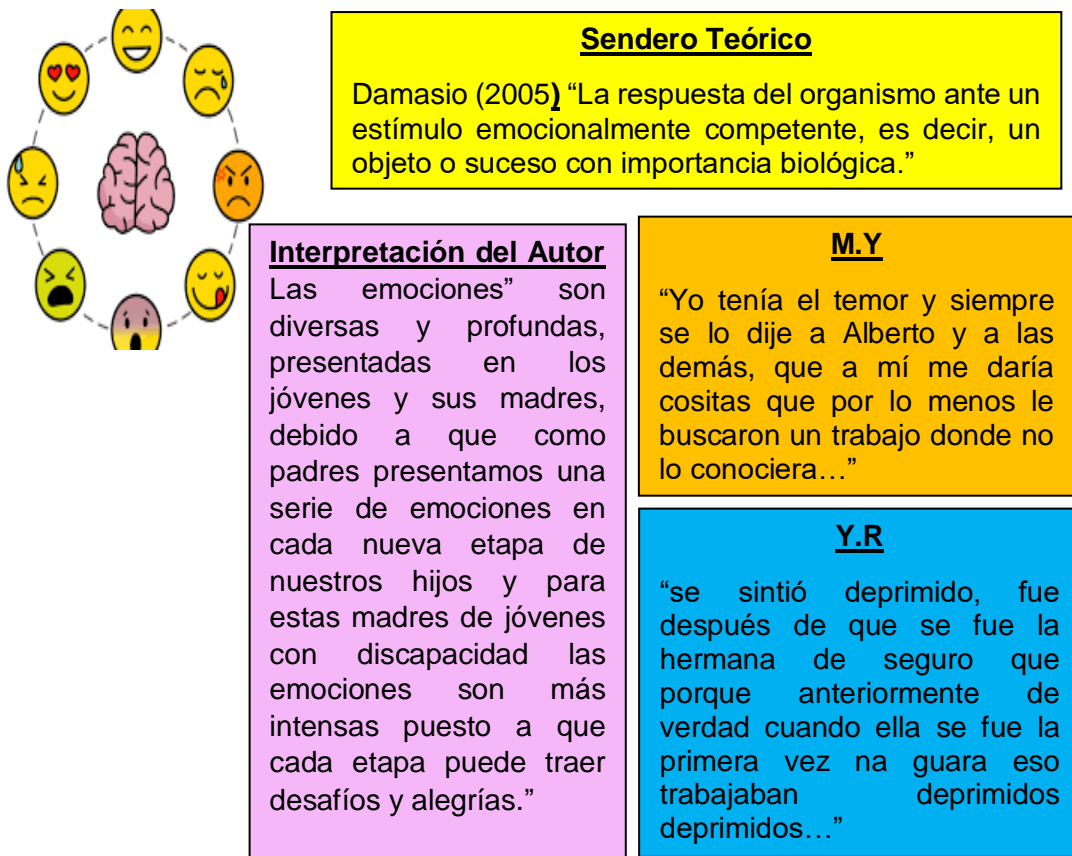 Sendero Teórico
Damasio (2005) “La respuesta del organismo ante un
estímulo emocionalmente competente, es decir, un
objeto o suceso con importancia biológica.”
Interpretación del Autor
Las emociones” son
diversas y profundas,
presentadas en los
jóvenes y sus madres,
debido a que como
padres presentamos una
serie de emociones en
cada nueva etapa de
nuestros hijos y para
estas madres de jóvenes
con discapacidad las
emociones son más
intensas puesto a que
cada etapa puede traer
desafíos y alegrías.”
M.Y
“Yo tenía el temor y siempre
se lo dije a Alberto y a las
demás, que a mí me daría
cositas que por lo menos le
buscaron un trabajo donde no
lo conociera…”
Y.R
“se sintió deprimido, fue
después de que se fue la
hermana de seguro que
porque anteriormente de
verdad cuando ella se fue la
primera vez na guara eso
trabajaban deprimidos
deprimidos…”